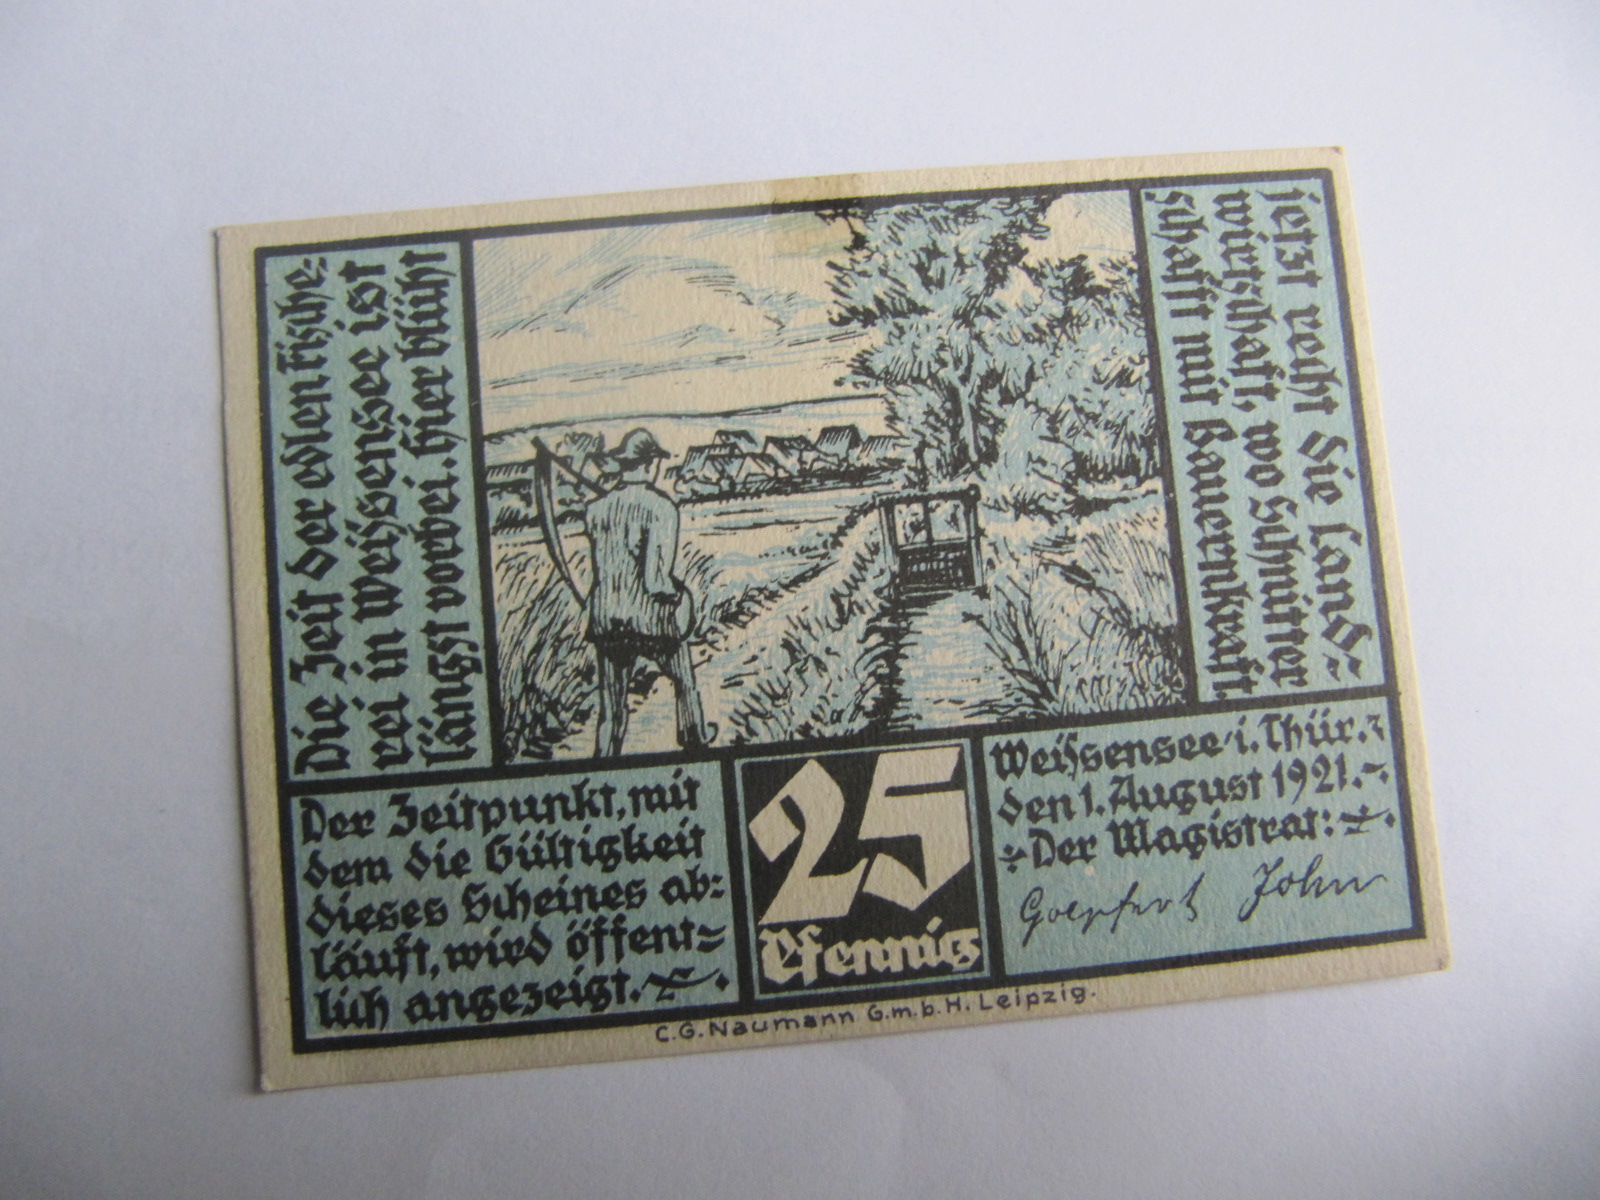 Die Zeit der edlen Fische-
rei in Weißensee ist
längst vorbei. Hier blüht
jetzt recht die Land-
wirtschaft, wo Schnitter
schafft mit Bauernkraft.
Der Zeitpunkt, mit
dem die Gültigkeit
dieses Scheines ab-
läuft, wird öffent-
lich angezeigt.
25
Pfennig
Weißensee i. Thür.
den 1. August 1921.
Der Magistrat:
Goepfert John
C.G. Naumann G.m.b.H. Leipzig.